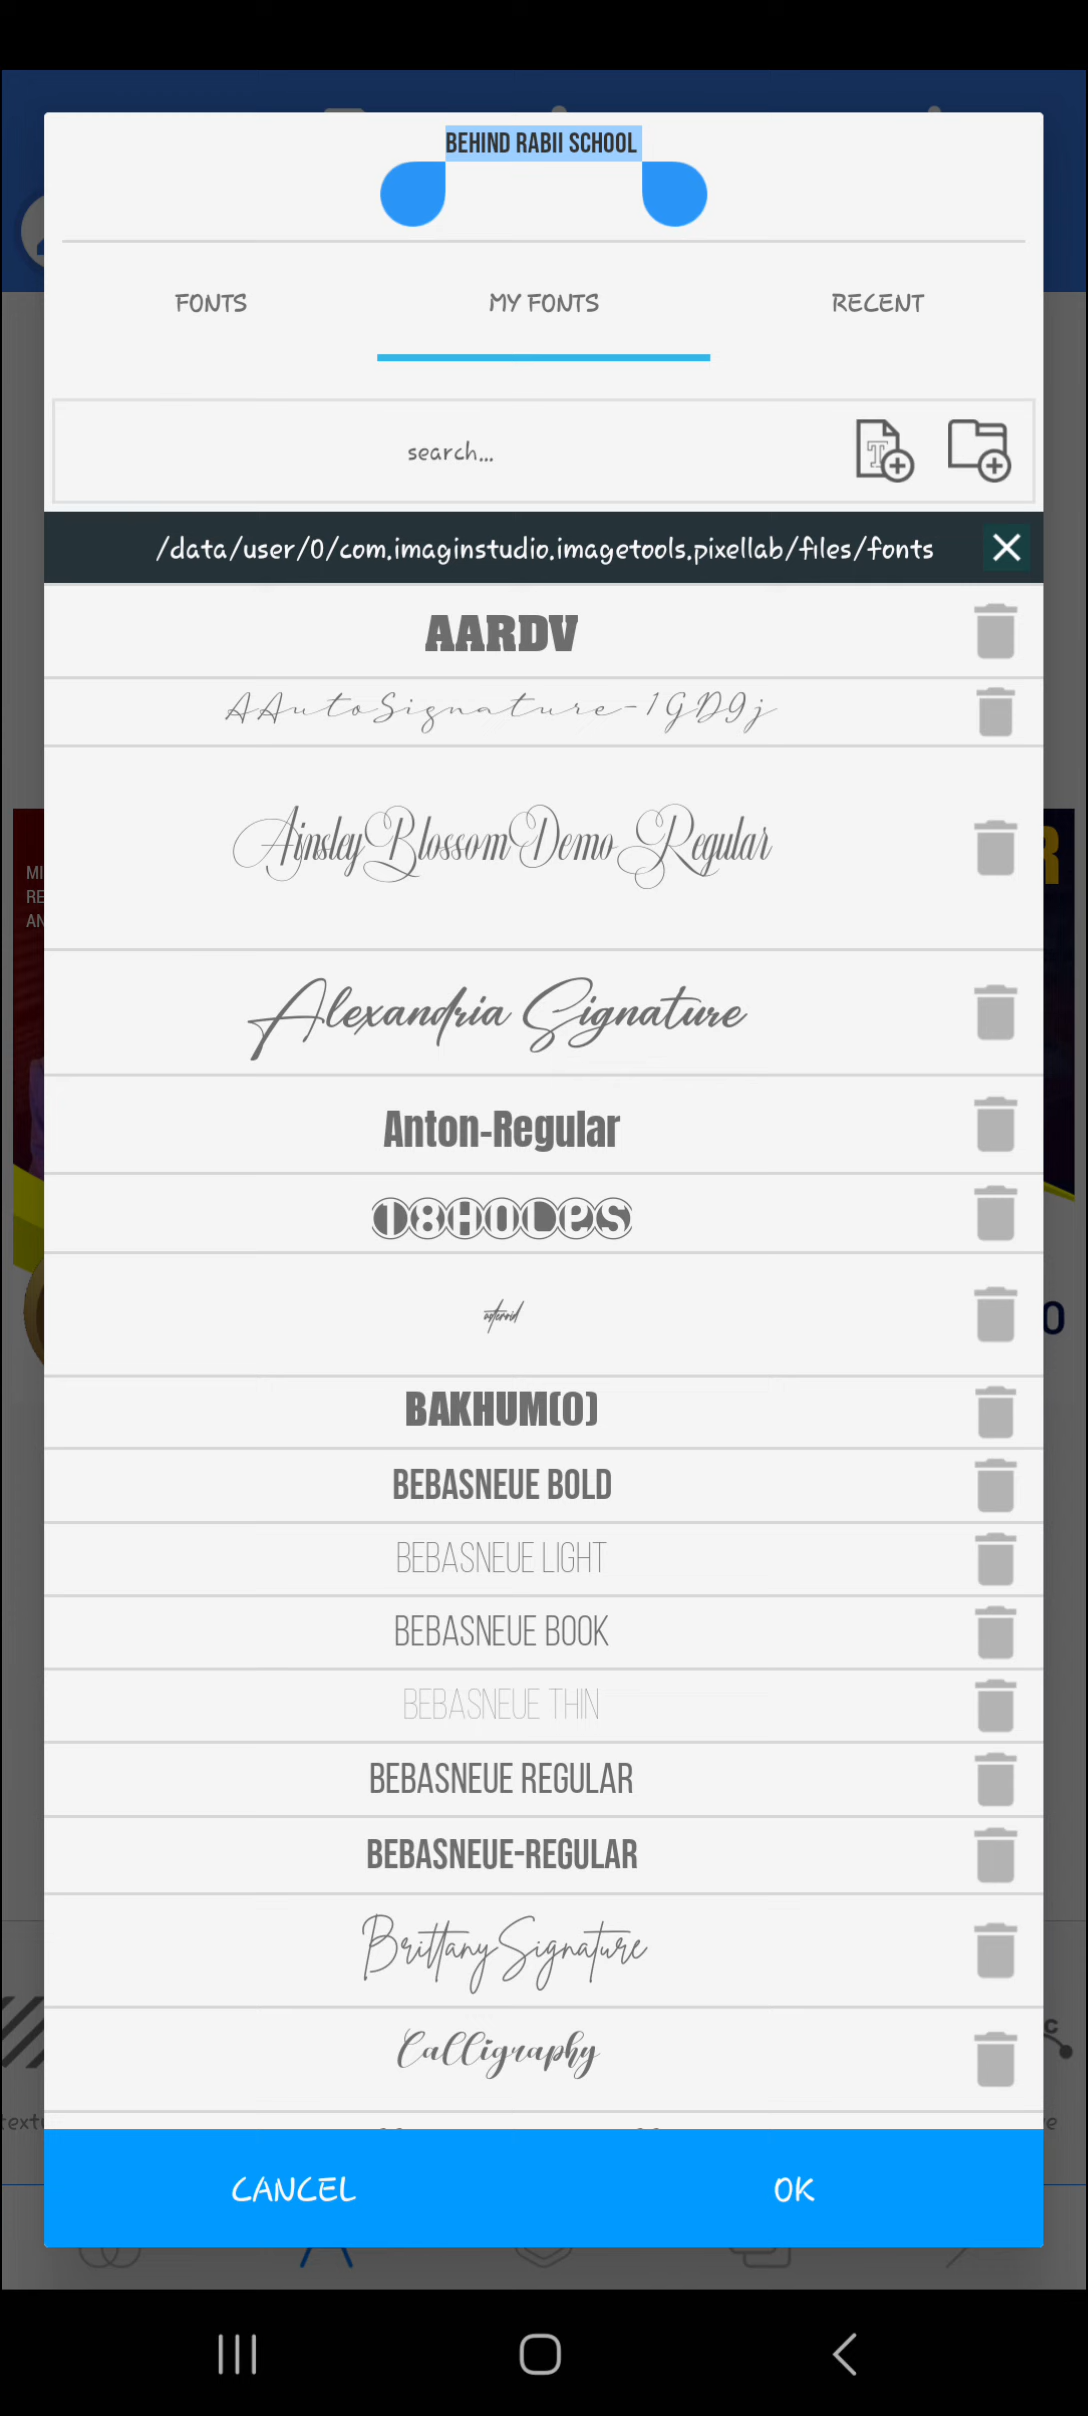 BEHIND RABII SCHOOL
FONTS MY FONTS RECENT
search...
/data/user/0/com.imaginstudio.imagetools.pixellab/files/fonts
AARDV
AAutoSignature-1GD9j
AinsleyBlossomDemoRegular
Alexandria Signature
Anton-Regular
18HOLES
asteroid
BAKHUM(O)
BEBASNEUE BOLD
BEBASNEUE LIGHT
BEBASNEUE BOOK
BEBASNEUE THIN
BEBASNEUE REGULAR
BEBASNEUE-REGULAR
BrittanySignature
Calligraphy
CANCEL OK